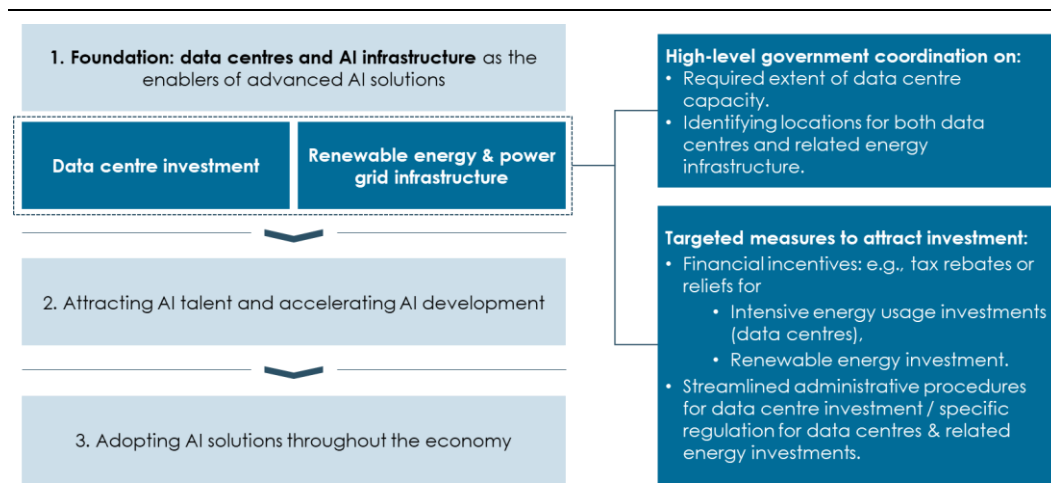 1. Foundation: data centres and AI infrastructure as the
enablers of advanced AI solutions
Data centre investment
Renewable energy & power
grid infrastructure
2. Attracting AI talent and accelerating AI development
3. Adopting AI solutions throughout the economy
High-level government coordination on:
• Required extent of data centre
capacity.
• Identifying locations for both data
centres and related energy
infrastructure.
Targeted measures to attract investment:
• Financial incentives: e.g., tax rebates or
reliefs for
• Intensive energy usage investments
(data centres),
• Renewable energy investment.
• Streamlined administrative procedures
for data centre investment / specific
regulation for data centres & related
energy investments.